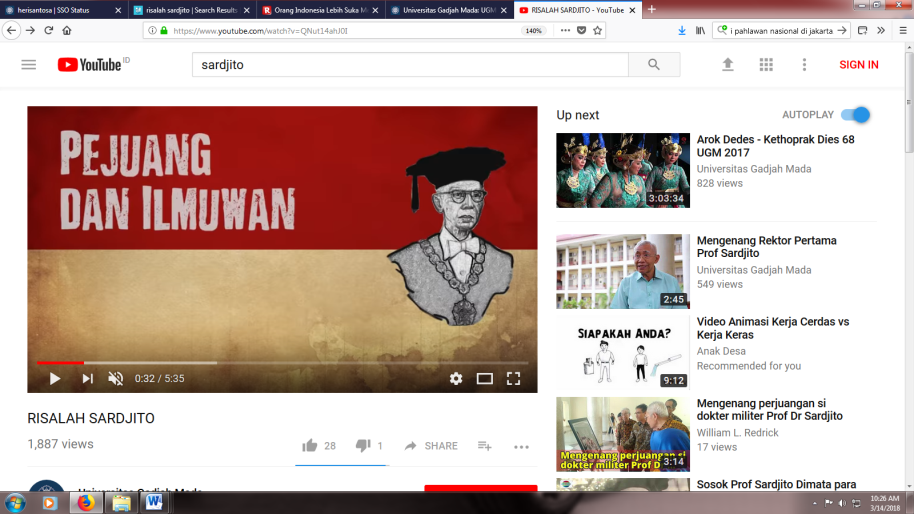 herisantosa | SSO Status
risalah sardjito | Search Results
Orang Indonesia Lebih Suka M
Universitas Gadjah Mada: UGM
RISALAH SARDJITO - YouTube
https://www.youtube.com/watch?v=QNut14ahJ0I
140%
i pahlawan nasional di jakarta
YouTube ID
sardjito
SIGN IN
PEJUANG
DAN ILMUWAN
0:32 / 5:35
RISALAH SARDJITO
1,887 views
28
1
SHARE
Up next
AUTOPLAY
3:03:34
Arok Dedes - Kethoprak Dies 68
UGM 2017
Universitas Gadjah Mada
828 views
2:45
Mengenang Rektor Pertama
Prof Sardjito
Universitas Gadjah Mada
549 views
SIAPAKAH ANDA?
9:12
Video Animasi Kerja Cerdas vs
Kerja Keras
Anak Desa
Recommended for you
Mengenang perjuangan si
dokter militer Prof D
3:14
Mengenang perjuangan si
dokter militer Prof Dr Sardjito
William L. Redrick
17 views
Sosok Prof Sardjito Dimata para
Universitas Gadjah Mada
10:26 AM
3/14/2018